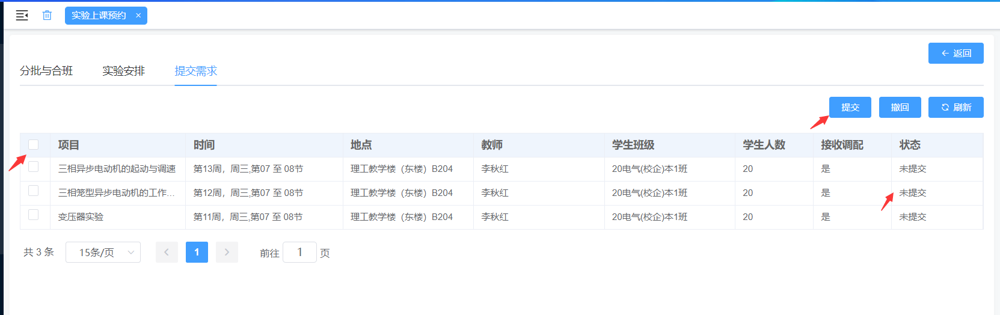 实验上课预约 ×
返回
分批与合班 实验安排 提交需求
提交 撤回 刷新
项目 时间 地点 教师 学生班级 学生人数 接收调配 状态
三相异步电动机的起动与调速 第13周，周三,第07 至 08节 理工教学楼（东楼）B204 李秋红 20电气(校企)本1班 20 是 未提交
三相笼型异步电动机的工作... 第12周，周三,第07 至 08节 理工教学楼（东楼）B204 李秋红 20电气(校企)本1班 20 是 未提交
变压器实验 第11周，周三,第07 至 08节 理工教学楼（东楼）B204 李秋红 20电气(校企)本1班 20 是 未提交
共 3 条 15条/页 1 前往 1 页